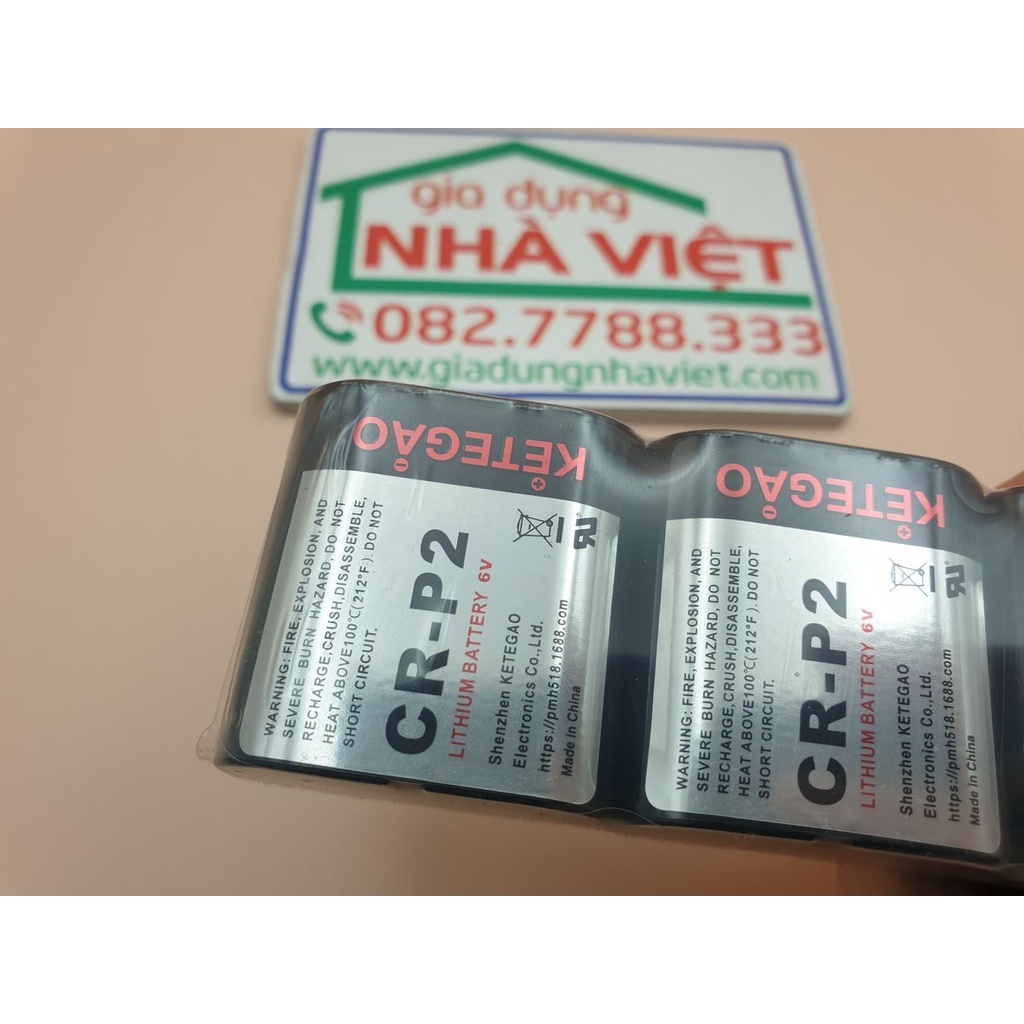 gia dụng
NHÀ VIỆT
082.7788.333
www.giadungnhaviet.com
KETEGAO
WARNING: FIRE, EXPLOSION, AND
SEVERE BURN HAZARD, DO NOT
RECHARGE,CRUSH,DISASSEMBLE,
HEAT ABOVE100℃(212°F). DO NOT
SHORT CIRCUIT.
CR-P2
LITHIUM BATTERY 6V
Shenzhen KETEGAO
Electronics Co.,Ltd.
https://pmh518.1688.com
Made in China
KETEGAO
WARNING: FIRE, EXPLOSION, AND
SEVERE BURN HAZARD, DO NOT
RECHARGE,CRUSH,DISASSEMBLE,
HEAT ABOVE100℃(212°F). DO NOT
SHORT CIRCUIT.
CR-P2
LITHIUM BATTERY 6V
Shenzhen KETEGAO
Electronics Co.,Ltd.
https://pmh518.1688.com
Made in China